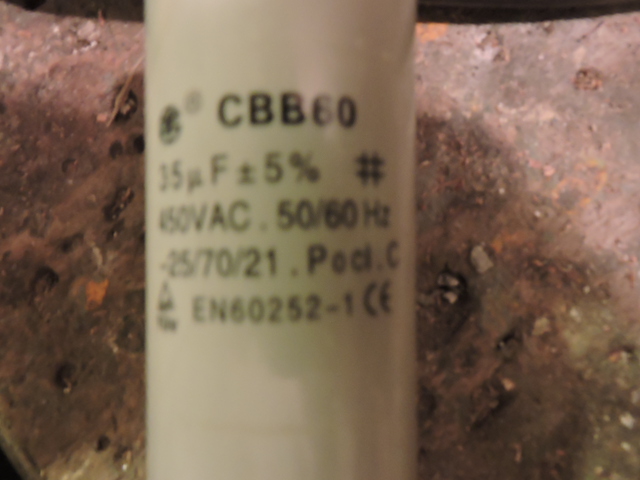 ® CBB60
35µF±5% #
450VAC . 50/60Hz
-25/70/21 . Pocl.C
EN60252-1 CE